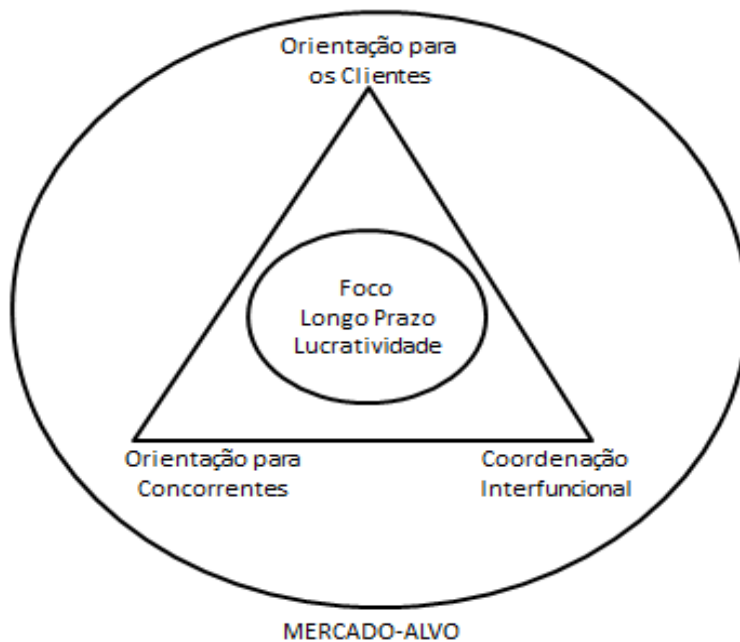 Orientação para
os Clientes
Foco
Longo Prazo
Lucratividade
Orientação para
Concorrentes
Coordenação
Interfuncional
MERCADO-ALVO